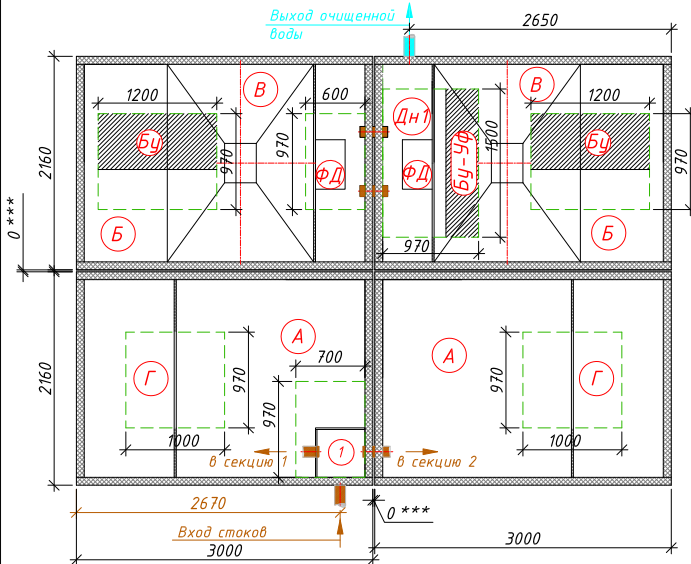 Выход очищенной
воды
2650
В
В
1200
600
Дн1
1200
Бу
970
970
ФД
ФД
Бу-Уф
1500
Бу
970
2160
Б
Б
970
0 ***
А
700
А
Г
970
970
970
Г
2160
1000
1
1000
в секцию 1
в секцию 2
2670
0 ***
Вход стоков
3000
3000